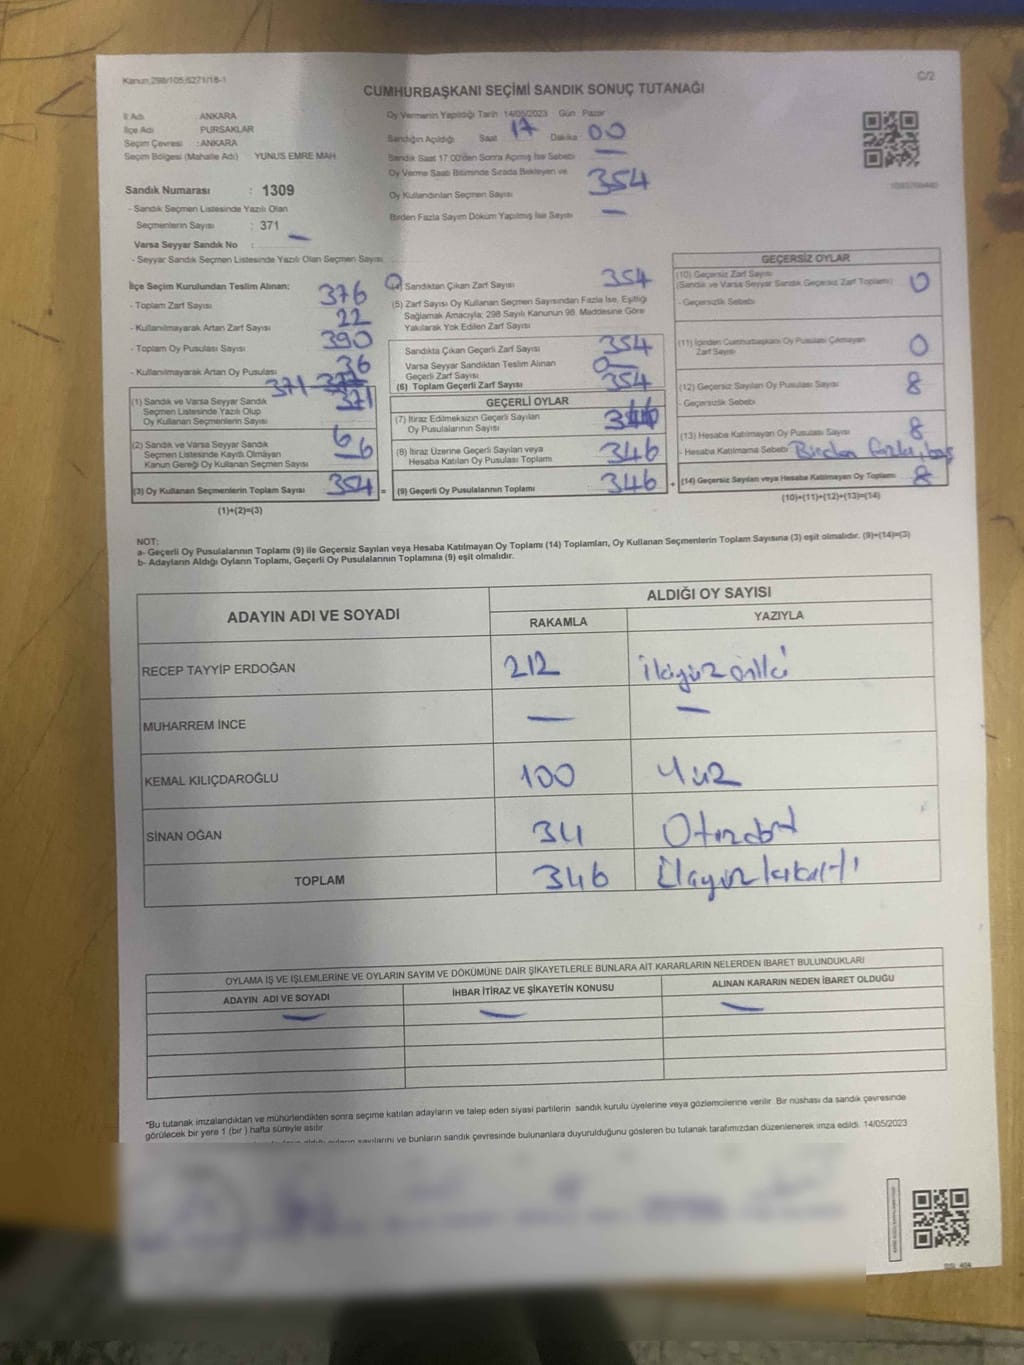 Kanun:298/105,6271/18-1
C/2
CUMHURBAŞKANI SEÇİMİ SANDIK SONUÇ TUTANAĞI
İl Adı : ANKARA
İlçe Adı : PURSAKLAR
Seçim Çevresi : ANKARA
Seçim Bölgesi (Mahalle Adı) YUNUS EMRE MAH
Sandık Numarası : 1309
- Sandık Seçmen Listesinde Yazılı Olan
Seçmenlerin Sayısı : 371
Varsa Seyyar Sandık No : —
- Seyyar Sandık Seçmen Listesinde Yazılı Olan Seçmen Sayısı
Oy Vermenin Yapıldığı Tarih 14/05/2023 Gün Pazar
Sandığın Açıldığı Saat 17 Dakika 00
Sandık Saat 17:00'den Sonra Açılmış İse Sebebi —
Oy Verme Saati Bitiminde Sırada Bekleyen ve
Oy Kullandırılan Seçmen Sayısı 354
Birden Fazla Sayım Döküm Yapılmış İse Sayısı —
İlçe Seçim Kurulundan Teslim Alınan:
- Toplam Zarf Sayısı 376
- Kullanılmayarak Artan Zarf Sayısı 22
- Toplam Oy Pusulası Sayısı 390
- Kullanılmayarak Artan Oy Pusulası 36
371
(1) Sandık ve Varsa Seyyar Sandık
Seçmen Listesinde Yazılı Olup
Oy Kullanan Seçmenlerin Sayısı 371
(2) Sandık ve Varsa Seyyar Sandık
Seçmen Listesinde Kayıtlı Olmayan
Kanun Gereği Oy Kullanan Seçmen Sayısı 6 6
(3) Oy Kullanan Seçmenlerin Toplam Sayısı 354 =
(1)+(2)=(3)
(4) Sandıktan Çıkan Zarf Sayısı 354
(5) Zarf Sayısı Oy Kullanan Seçmen Sayısından Fazla İse, Eşitliği
Sağlamak Amacıyla; 298 Sayılı Kanunun 98. Maddesine Göre
Yakılarak Yok Edilen Zarf Sayısı
Sandıkta Çıkan Geçerli Zarf Sayısı 354
Varsa Seyyar Sandıktan Teslim Alınan
Geçerli Zarf Sayısı 0
(6) Toplam Geçerli Zarf Sayısı 354
GEÇERLİ OYLAR
(7) İtiraz Edilmeksizin Geçerli Sayılan
Oy Pusulalarının Sayısı 346
(8) İtiraz Üzerine Geçerli Sayılan veya
Hesaba Katılan Oy Pusulası Toplamı 346
(9) Geçerli Oy Pusulalarının Toplamı 346 +
GEÇERSİZ OYLAR
(10) Geçersiz Zarf Sayısı
(Sandık ve Varsa Seyyar Sandık Geçersiz Zarf Toplamı) 0
- Geçersizlik Sebebi
(11) İçinden Cumhurbaşkanı Oy Pusulası Çıkmayan
Zarf Sayısı 0
(12) Geçersiz Sayılan Oy Pusulası Sayısı 8
- Geçersizlik Sebebi
(13) Hesaba Katılmayan Oy Pusulası Sayısı 8
- Hesaba Katılmama Sebebi Birden fazla
(14) Geçersiz Sayılan veya Hesaba Katılmayan Oy Toplamı 8
(10)+(11)+(12)+(13)=(14)
NOT:
a- Geçerli Oy Pusulalarının Toplamı (9) ile Geçersiz Sayılan veya Hesaba Katılmayan Oy Toplamı (14) Toplamları, Oy Kullanan Seçmenlerin Toplam Sayısına (3) eşit olmalıdır. (9)+(14)=(3)
b- Adayların Aldığı Oyların Toplamı, Geçerli Oy Pusulalarının Toplamına (9) eşit olmalıdır.
ADAYIN ADI VE SOYADI
ALDIĞI OY SAYISI
RAKAMLA YAZIYLA
RECEP TAYYİP ERDOĞAN 212 ikiyüzoniki
MUHARREM İNCE — —
KEMAL KILIÇDAROĞLU 100 Yüz
SİNAN OĞAN 34 Otuzdört
TOPLAM 346
OYLAMA İŞ VE İŞLEMLERİNE VE OYLARIN SAYIM VE DÖKÜMÜNE DAİR ŞİKAYETLERLE BUNLARA AİT KARARLARIN NELERDEN İBARET BULUNDUKLARI
ADAYIN ADI VE SOYADI İHBAR İTİRAZ VE ŞİKAYETİN KONUSU ALINAN KARARIN NEDEN İBARET OLDUĞU
— — —
*Bu tutanak imzalandıktan ve mühürlendikten sonra seçime katılan adayların ve talep eden siyasi partilerin sandık kurulu üyelerine veya gözlemcilerine verilir. Bir nüshası da sandık çevresinde
görülecek bir yere 1 (bir) hafta süreyle asılır
sayılarını ve bunların sandık çevresinde bulunanlara duyurulduğunu gösteren bu tutanak tarafımızdan düzenlenerek imza edildi. 14/05/2023